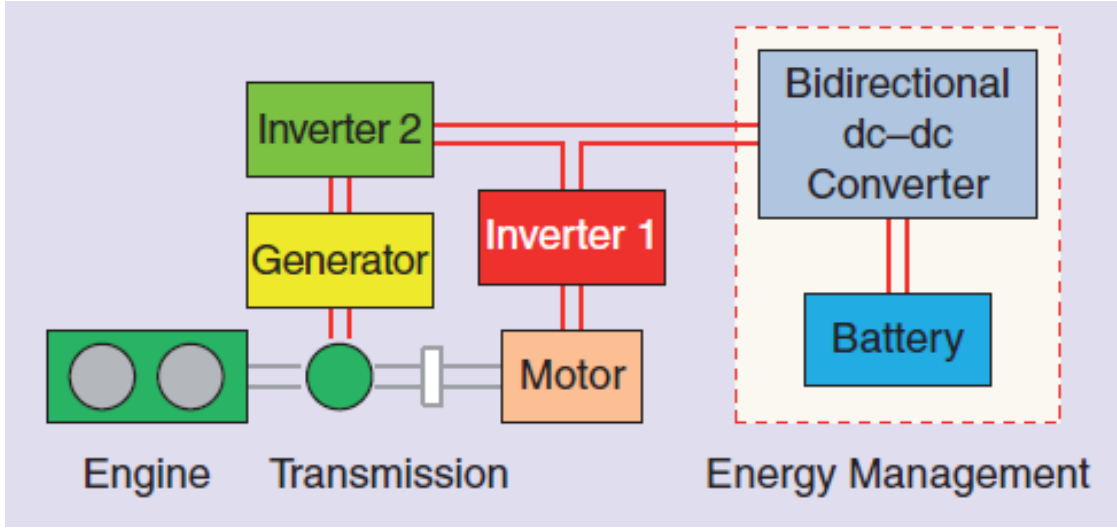 Inverter 2
Bidirectional
dc–dc
Converter
Generator
Inverter 1
Motor
Battery
Engine
Transmission
Energy Management